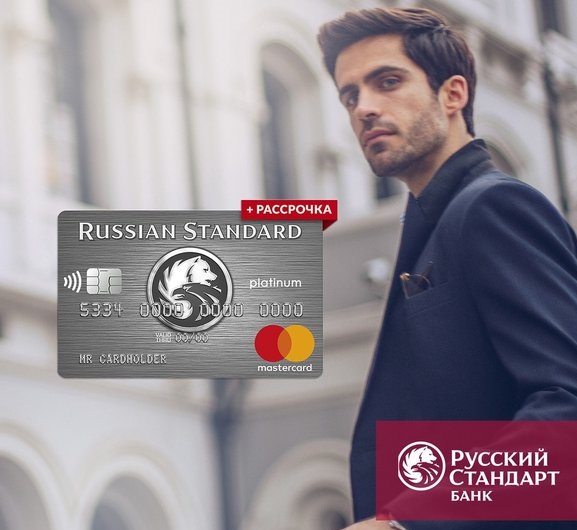 + РАССРОЧКА
RUSSIAN STANDARD
platinum
5334 0000 0000 0000
00/00
MR CARDHOLDER
mastercard
РУССКИЙ
СТАНДАРТ
БАНК